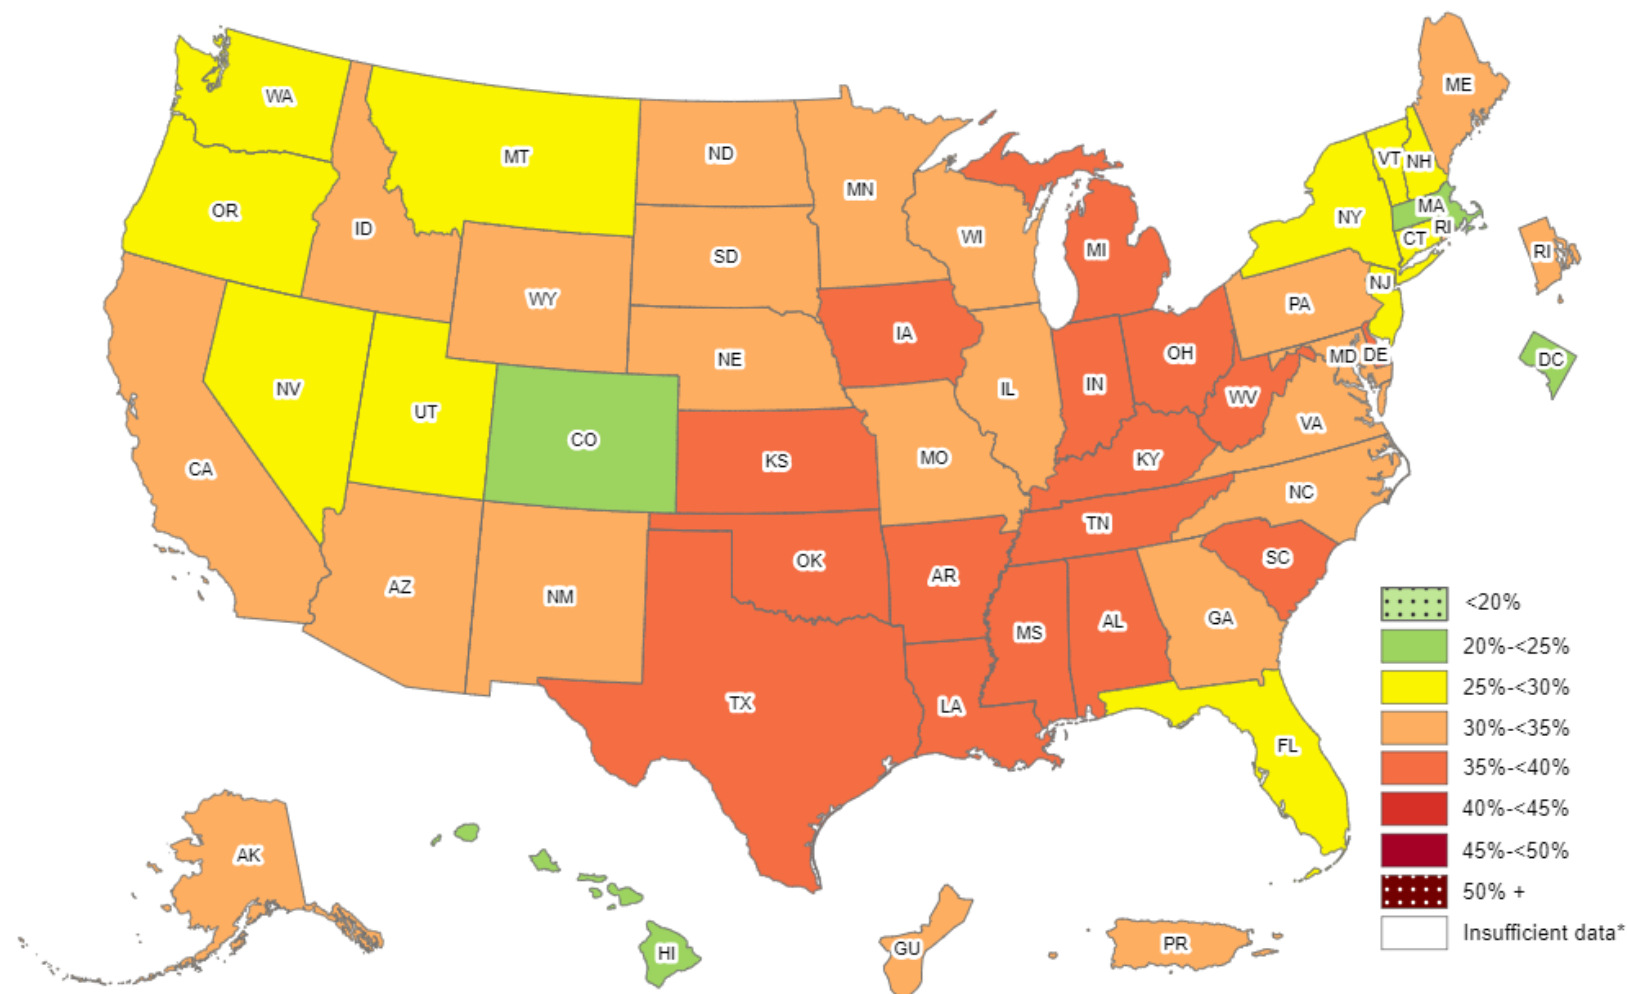 ME
WA
ND
MT
VT
NH
MN
MA
OR
NY
ID
RI
WI
CT
MI
RI
SD
NJ
WY
PA
IA
OH
MD
DE
NE
DC
IN
NV
IL
WV
UT
VA
CO
MO
KY
KS
CA
NC
TN
SC
OK
AR
AZ
NM
GA
AL
MS
TX
LA
FL
AK
PR
GU
HI
<20%
20%-<25%
25%-<30%
30%-<35%
35%-<40%
40%-<45%
45%-<50%
50% +
Insufficient data*